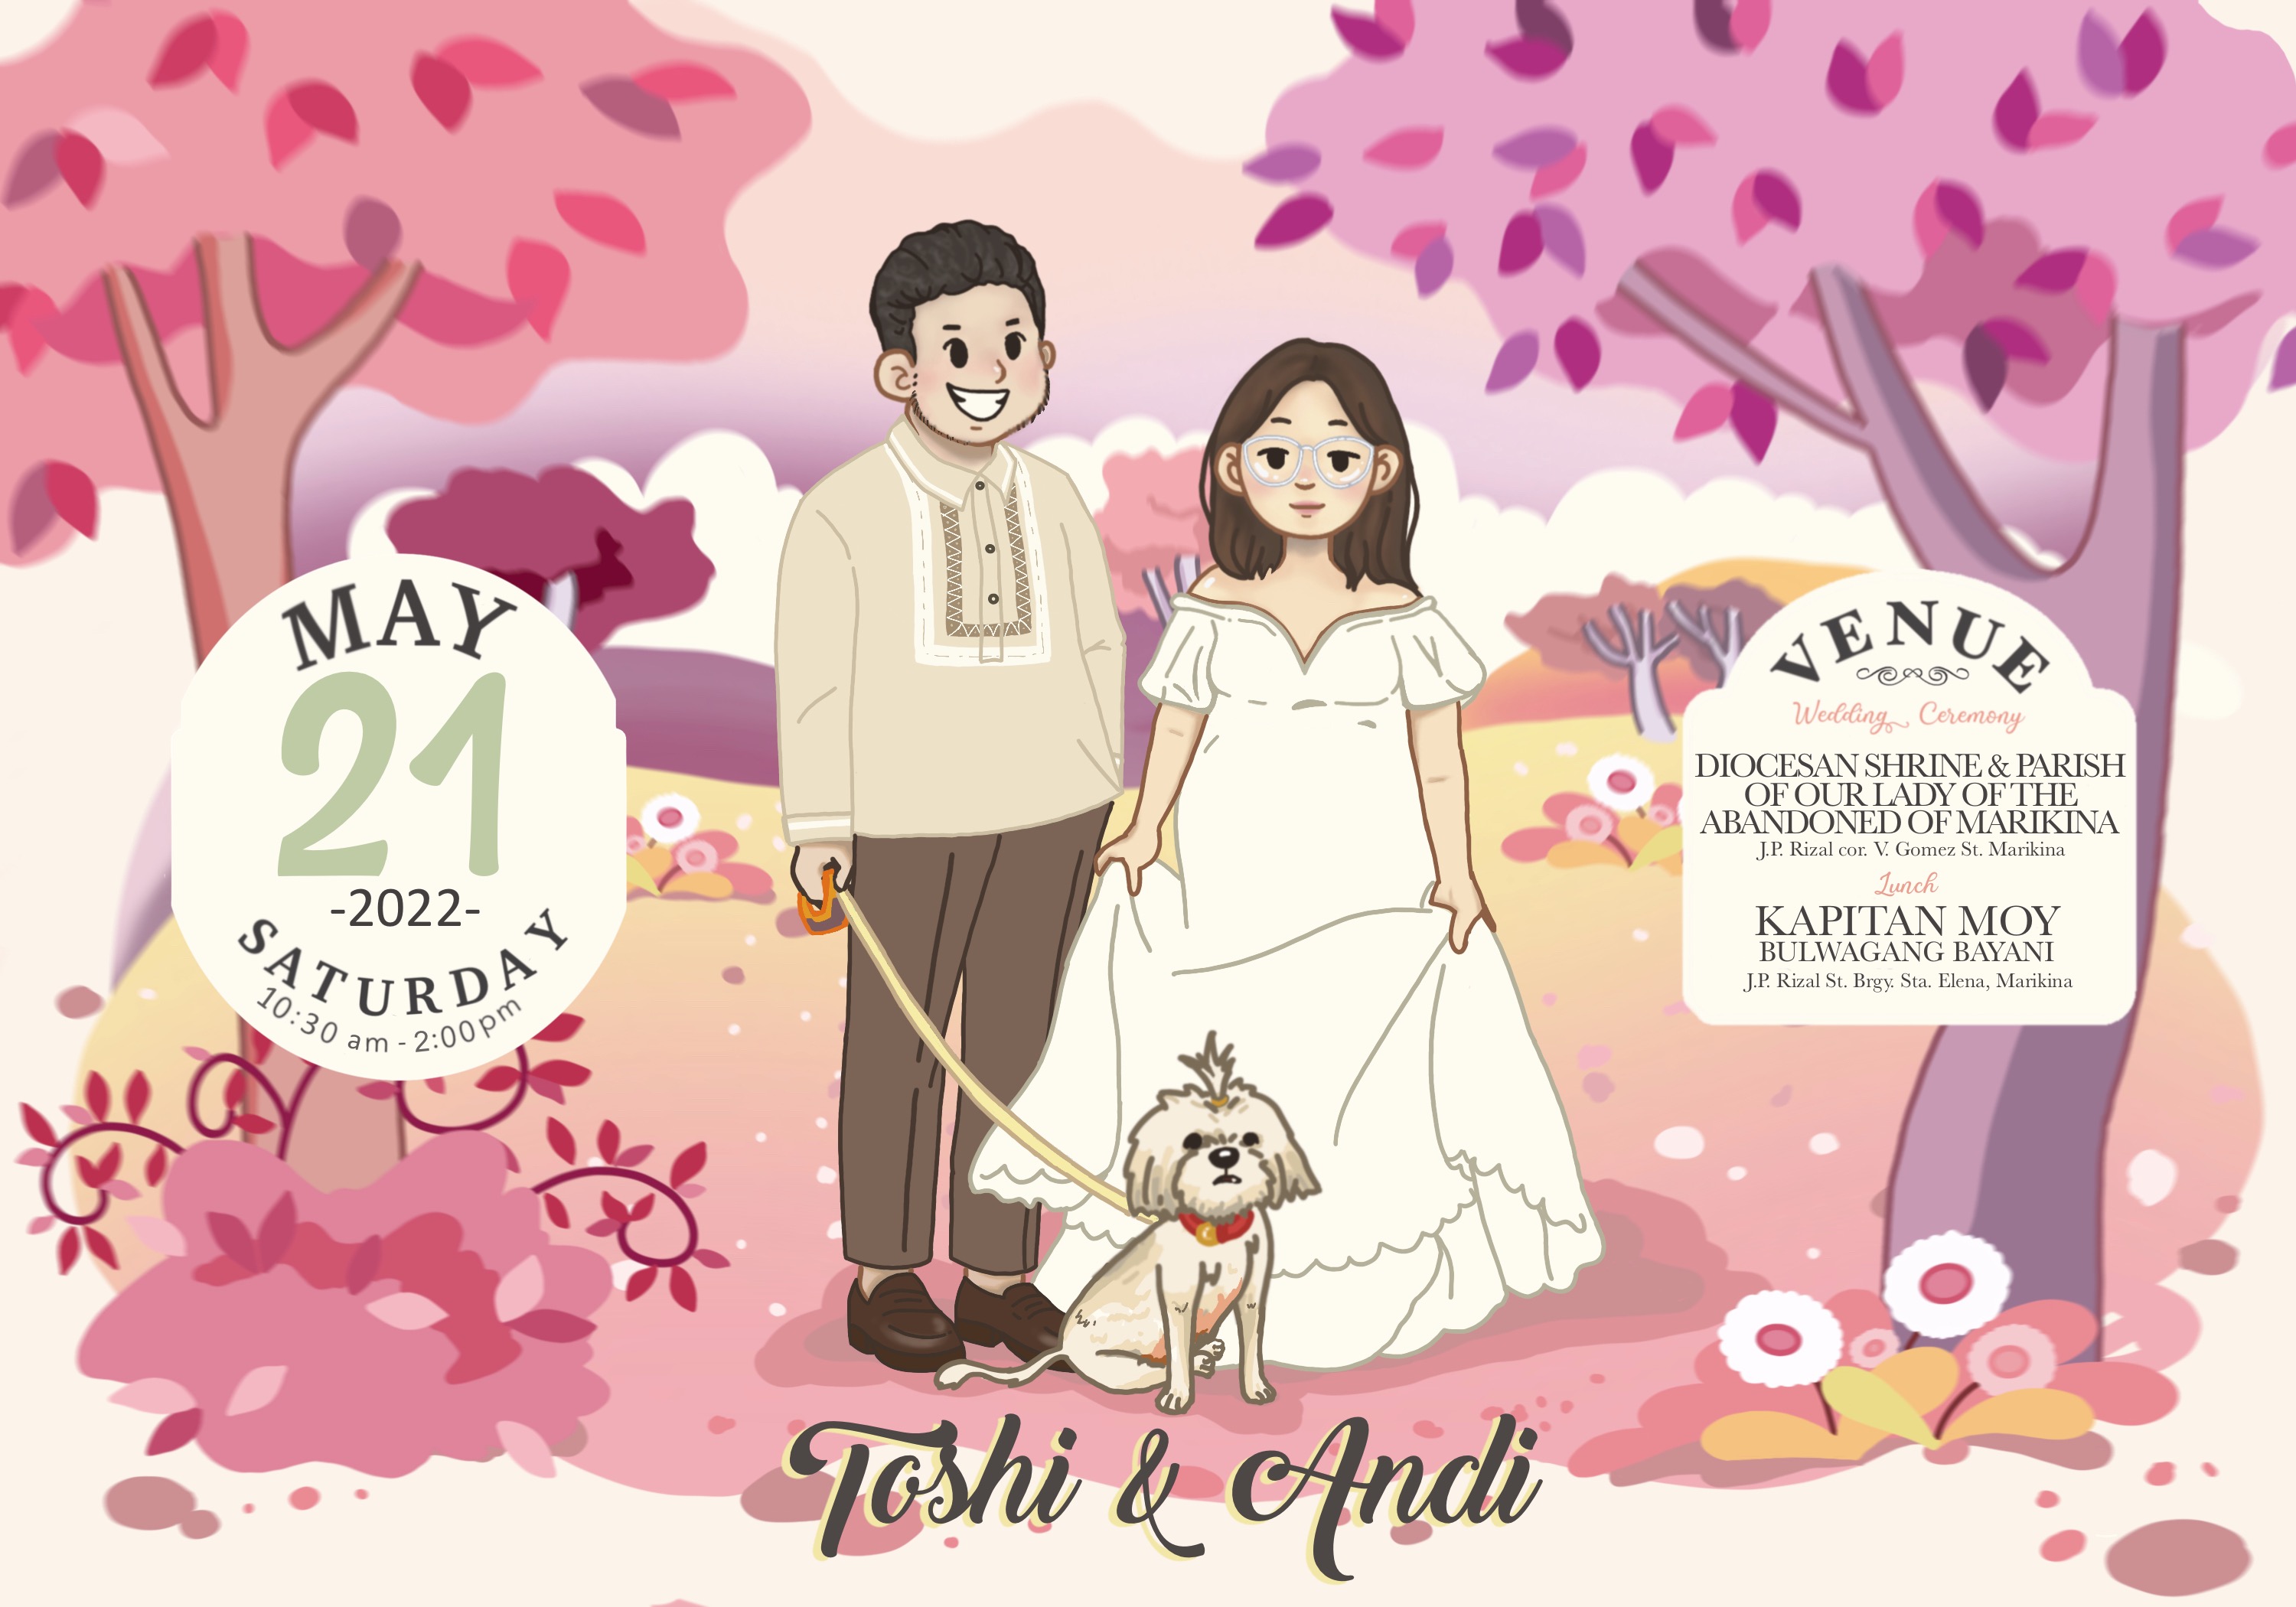 MAY
21
-2022-
SATURDAY
10:30 am - 2:00pm
VENUE
Wedding Ceremony
DIOCESAN SHRINE & PARISH
OF OUR LADY OF THE
ABANDONED OF MARIKINA
J.P. Rizal cor. V. Gomez St. Marikina
Lunch
KAPITAN MOY
BULWAGANG BAYANI
J.P. Rizal St. Brgy. Sta. Elena, Marikina
Toshi & Andi